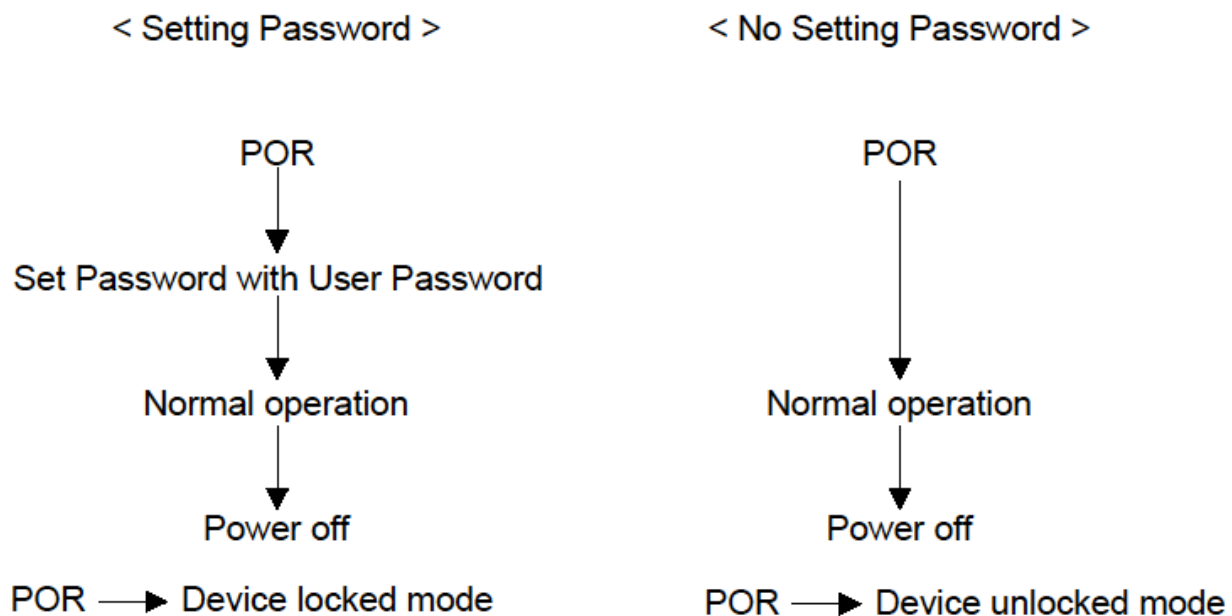 < Setting Password >
POR
Set Password with User Password
Normal operation
Power off
POR Device locked mode
< No Setting Password >
POR
Normal operation
Power off
POR Device unlocked mode